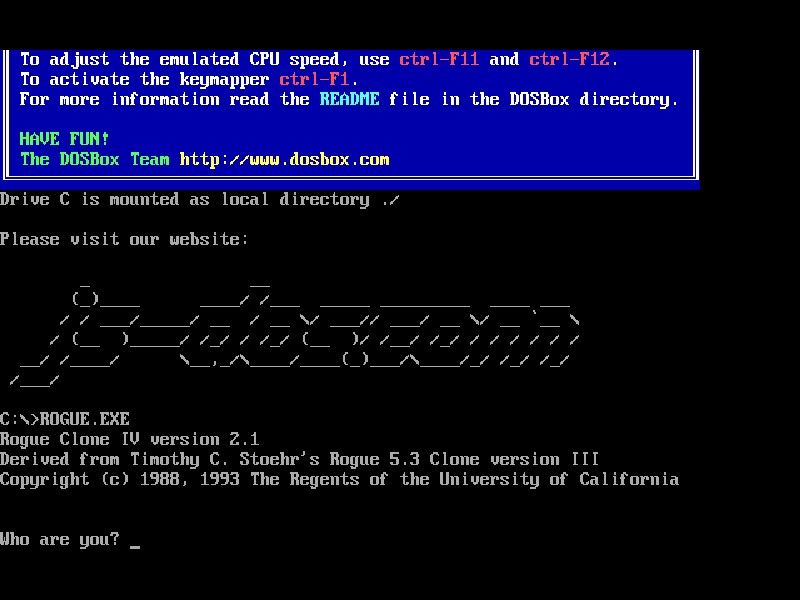 To adjust the emulated CPU speed, use ctrl-F11 and ctrl-F12.
To activate the keymapper ctrl-F1.
For more information read the README file in the DOSBox directory.
HAVE FUN!
The DOSBox Team http://www.dosbox.com
Drive C is mounted as local directory ./
Please visit our website:
js-dos.com
C:\>ROGUE.EXE
Rogue Clone IV version 2.1
Derived from Timothy C. Stoehr's Rogue 5.3 Clone version III
Copyright (c) 1988, 1993 The Regents of the University of California
Who are you? _